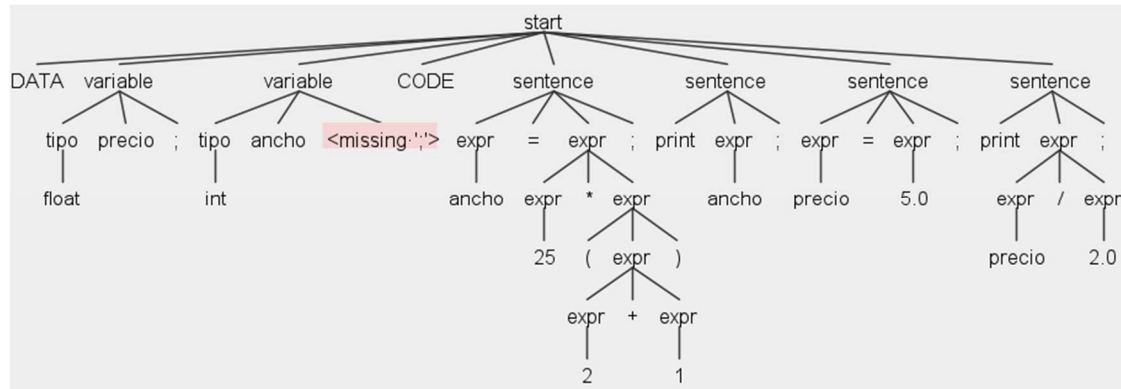 start
DATA variable variable CODE sentence sentence sentence sentence
tipo precio ; tipo ancho <missing·';'> expr = expr ; print expr ; expr = expr ; print expr ;
float int ancho expr * expr ancho precio 5.0 expr / expr
25 ( expr ) precio 2.0
expr + expr
2 1